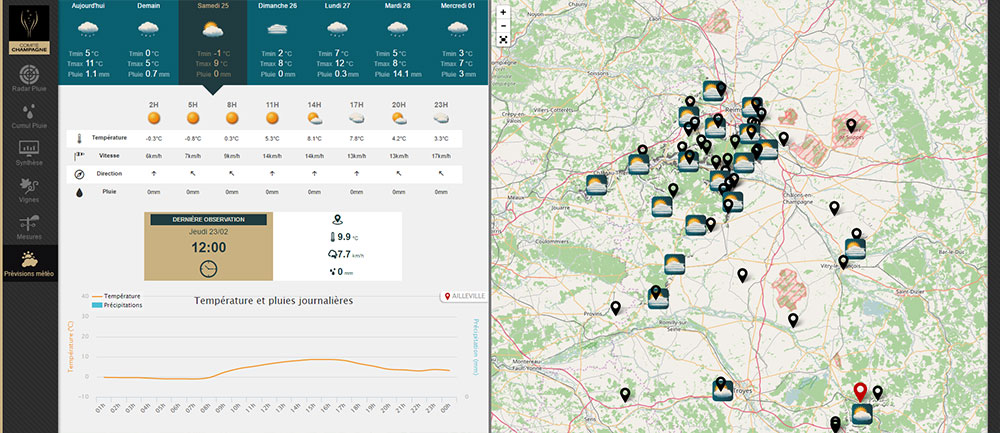 COMITÉ
CHAMPAGNE
Radar Pluie
Cumul Pluie
Synthèse
Vignes
Mesures
Prévisions météo
Aujourd'hui Demain Samedi 25 Dimanche 26 Lundi 27 Mardi 28 Mercredi 01
Tmin 5 °C Tmin 0 °C Tmin -1 °C Tmin 2 °C Tmin 7 °C Tmin 5 °C Tmin 3 °C
Tmax 11 °C Tmax 5 °C Tmax 9 °C Tmax 8 °C Tmax 12 °C Tmax 8 °C Tmax 7 °C
Pluie 1.1 mm Pluie 0.7 mm Pluie 0 mm Pluie 0 mm Pluie 0.3 mm Pluie 14.1 mm Pluie 3 mm
2H 5H 8H 11H 14H 17H 20H 23H
Température -0.3°C -0.8°C 0.3°C 5.3°C 8.1°C 7.8°C 4.2°C 3.3°C
Vitesse 6km/h 7km/h 9km/h 14km/h 14km/h 13km/h 13km/h 17km/h
Direction
Pluie 0mm 0mm 0mm 0mm 0mm 0mm 0mm 0mm
DERNIÈRE OBSERVATION
Jeudi 23/02
12:00
9.9 °C
7.7 km/h
0 mm
Température
Précipitations
Température et pluies journalières
AILLEVILLE
Température (°C)
40
30
20
10
0
-10
Précipitation (mm)
0
01h 02h 03h 04h 05h 06h 07h 08h 09h 10h 11h 12h 13h 14h 15h 16h 17h 18h 19h 20h 21h 22h 23h 00h
+
−
Noyon
Chauny
Laon
Soissons
Villers-Cotterêts
Crépy-en-Valois
Reims
Meaux
Jouarre
Coulommiers
Châlons-en-Champagne
Vitry-le-François
Bar-le-Duc
Saint-Dizier
Provins
Romilly-sur-Seine
Montereau-Fault-Yonne
Sens
Troyes